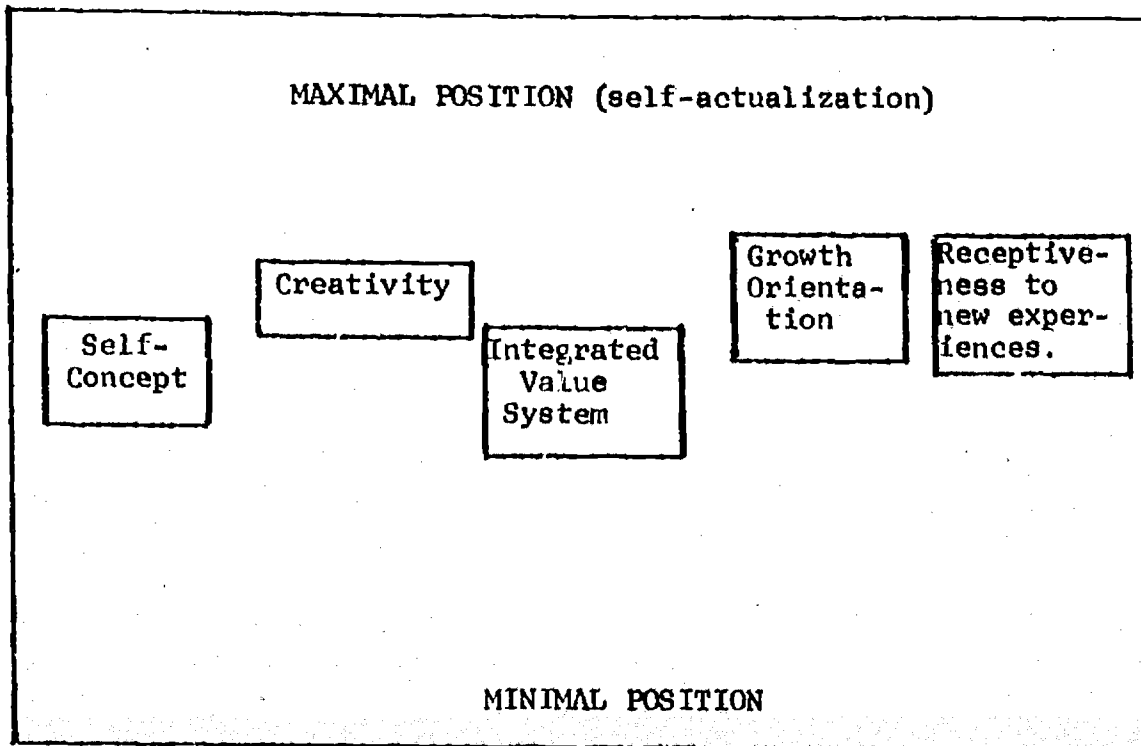 MAXIMAL POSITION (self-actualization)
Self-
Concept
Creativity
Integrated
Value
System
Growth
Orienta-
tion
Receptive-
ness to
new exper-
iences.
MINIMAL POSITION